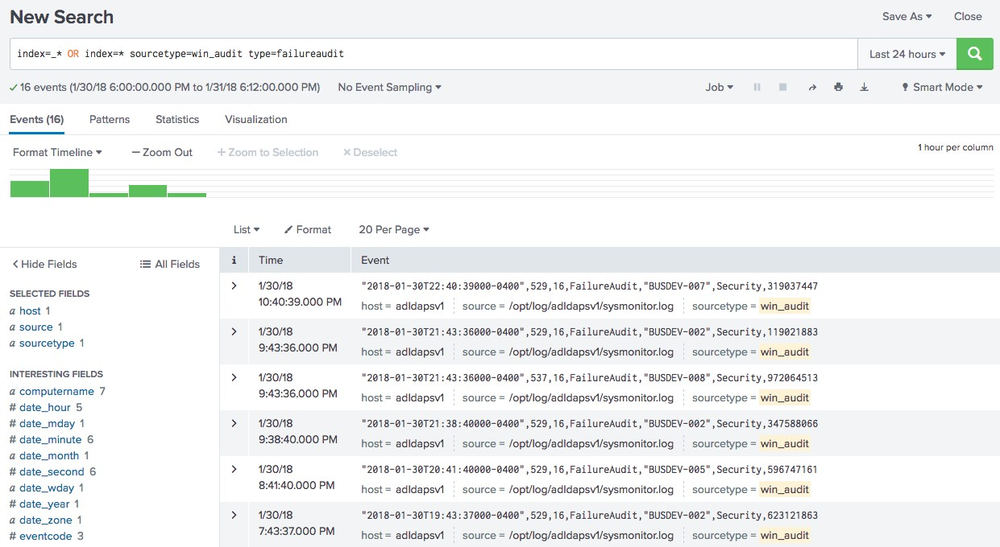 New Search
Save As Close
index=_* OR index=* sourcetype=win_audit type=failureaudit
Last 24 hours
16 events (1/30/18 6:00:00.000 PM to 1/31/18 6:12:00.000 PM) No Event Sampling
Job Smart Mode
Events (16) Patterns Statistics Visualization
Format Timeline — Zoom Out + Zoom to Selection × Deselect
1 hour per column
List Format 20 Per Page
Hide Fields All Fields
SELECTED FIELDS
a host 1
a source 1
a sourcetype 1
INTERESTING FIELDS
a computername 7
# date_hour 5
# date_mday 1
# date_minute 6
a date_month 1
# date_second 6
a date_wday 1
# date_year 1
a date_zone 1
# eventcode 3
i Time Event
1/30/18
10:40:39.000 PM
"2018-01-30T22:40:39000-0400",529,16,FailureAudit,"BUSDEV-007",Security,319037447
host = adldapsv1 source = /opt/log/adldapsv1/sysmonitor.log sourcetype = win_audit
1/30/18
9:43:36.000 PM
"2018-01-30T21:43:36000-0400",529,16,FailureAudit,"BUSDEV-002",Security,119021883
host = adldapsv1 source = /opt/log/adldapsv1/sysmonitor.log sourcetype = win_audit
1/30/18
9:43:36.000 PM
"2018-01-30T21:43:36000-0400",537,16,FailureAudit,"BUSDEV-008",Security,972064513
host = adldapsv1 source = /opt/log/adldapsv1/sysmonitor.log sourcetype = win_audit
1/30/18
9:38:40.000 PM
"2018-01-30T21:38:40000-0400",529,16,FailureAudit,"BUSDEV-002",Security,347588066
host = adldapsv1 source = /opt/log/adldapsv1/sysmonitor.log sourcetype = win_audit
1/30/18
8:41:40.000 PM
"2018-01-30T20:41:40000-0400",529,16,FailureAudit,"BUSDEV-005",Security,596747161
host = adldapsv1 source = /opt/log/adldapsv1/sysmonitor.log sourcetype = win_audit
1/30/18
7:43:37.000 PM
"2018-01-30T19:43:37000-0400",529,16,FailureAudit,"BUSDEV-002",Security,623121863
host = adldapsv1 source = /opt/log/adldapsv1/sysmonitor.log sourcetype = win_audit